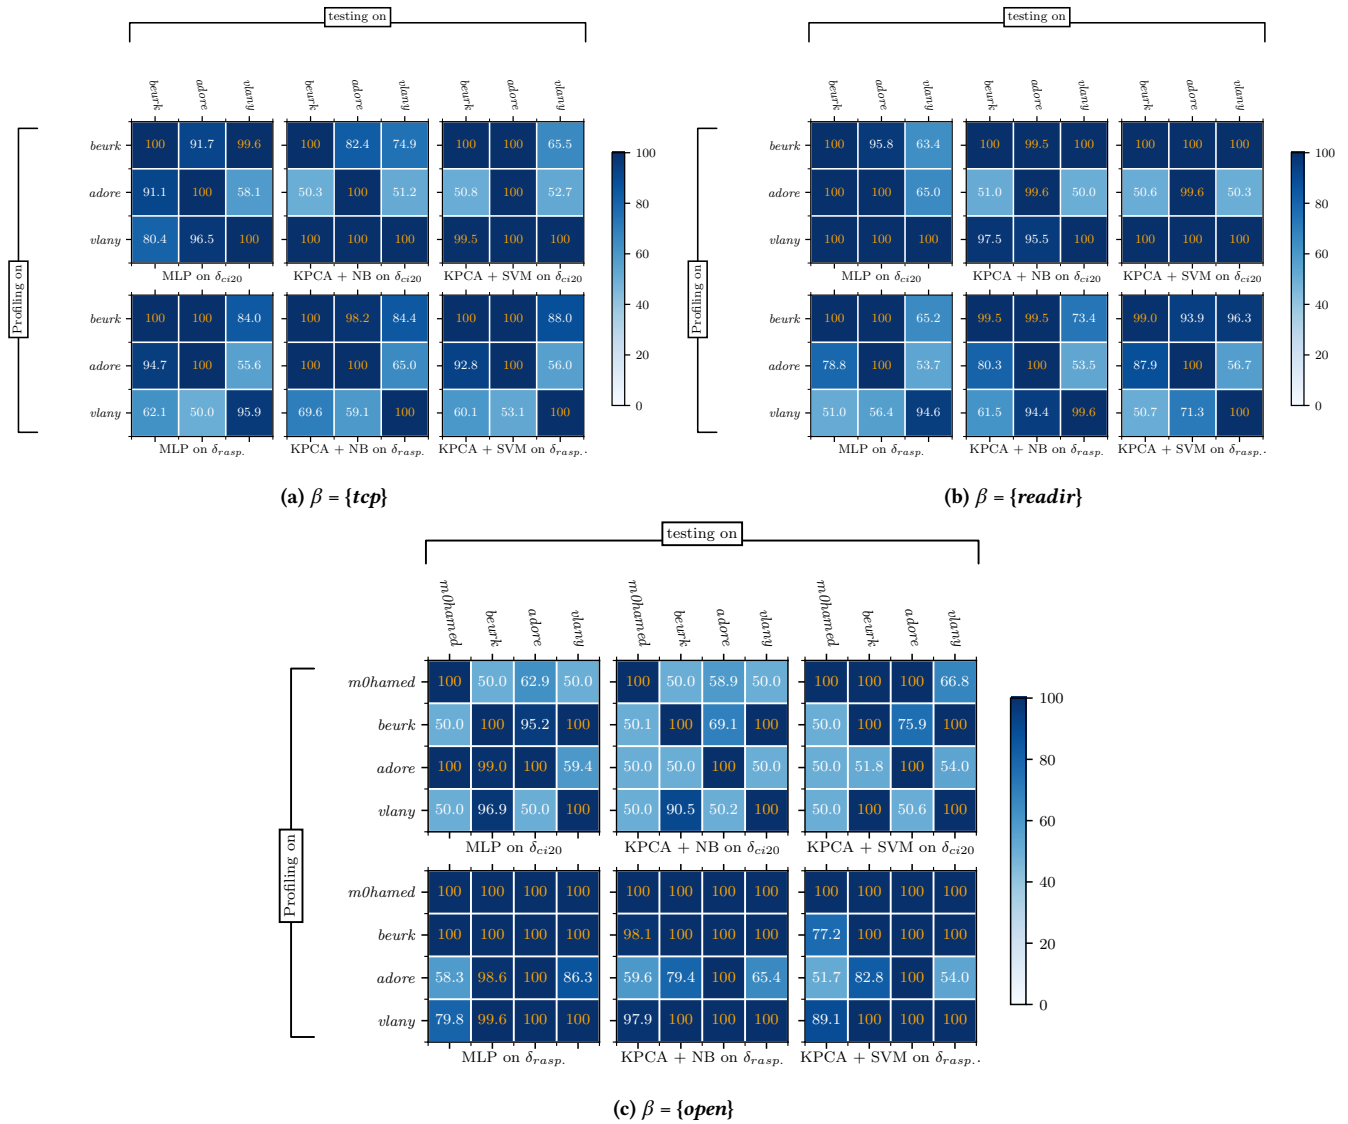 testing on
beurk adore vlany beurk adore vlany beurk adore vlany
Profiling on
beurk 100 91.7 99.6 100 82.4 74.9 100 100 65.5
adore 91.1 100 58.1 50.3 100 51.2 50.8 100 52.7
vlany 80.4 96.5 100 100 100 100 99.5 100 100
MLP on δci20 KPCA + NB on δci20 KPCA + SVM on δci20
beurk 100 100 84.0 100 98.2 84.4 100 100 88.0
adore 94.7 100 55.6 100 100 65.0 92.8 100 56.0
vlany 62.1 50.0 95.9 69.6 59.1 100 60.1 53.1 100
MLP on δrasp. KPCA + NB on δrasp. KPCA + SVM on δrasp..
100
80
60
40
20
0
(a) β = {tcp}
testing on
beurk adore vlany beurk adore vlany beurk adore vlany
Profiling on
beurk 100 95.8 63.4 100 99.5 100 100 100 100
adore 100 100 65.0 51.0 99.6 50.0 50.6 99.6 50.3
vlany 100 100 100 97.5 95.5 100 100 100 100
MLP on δci20 KPCA + NB on δci20 KPCA + SVM on δci20
beurk 100 100 65.2 99.5 99.5 73.4 99.0 93.9 96.3
adore 78.8 100 53.7 80.3 100 53.5 87.9 100 56.7
vlany 51.0 56.4 94.6 61.5 94.4 99.6 50.7 71.3 100
MLP on δrasp. KPCA + NB on δrasp. KPCA + SVM on δrasp..
100
80
60
40
20
0
(b) β = {readir}
testing on
m0hamed beurk adore vlany m0hamed beurk adore vlany m0hamed beurk adore vlany
Profiling on
m0hamed 100 50.0 62.9 50.0 100 50.0 58.9 50.0 100 100 100 66.8
beurk 50.0 100 95.2 100 50.1 100 69.1 100 50.0 100 75.9 100
adore 100 99.0 100 59.4 50.0 50.0 100 50.0 50.0 51.8 100 54.0
vlany 50.0 96.9 50.0 100 50.0 90.5 50.2 100 50.0 100 50.6 100
MLP on δci20 KPCA + NB on δci20 KPCA + SVM on δci20
m0hamed 100 100 100 100 100 100 100 100 100 100 100 100
beurk 100 100 100 100 98.1 100 100 100 77.2 100 100 100
adore 58.3 98.6 100 86.3 59.6 79.4 100 65.4 51.7 82.8 100 54.0
vlany 79.8 99.6 100 100 97.9 100 100 100 89.1 100 100 100
MLP on δrasp. KPCA + NB on δrasp. KPCA + SVM on δrasp..
100
80
60
40
20
0
(c) β = {open}